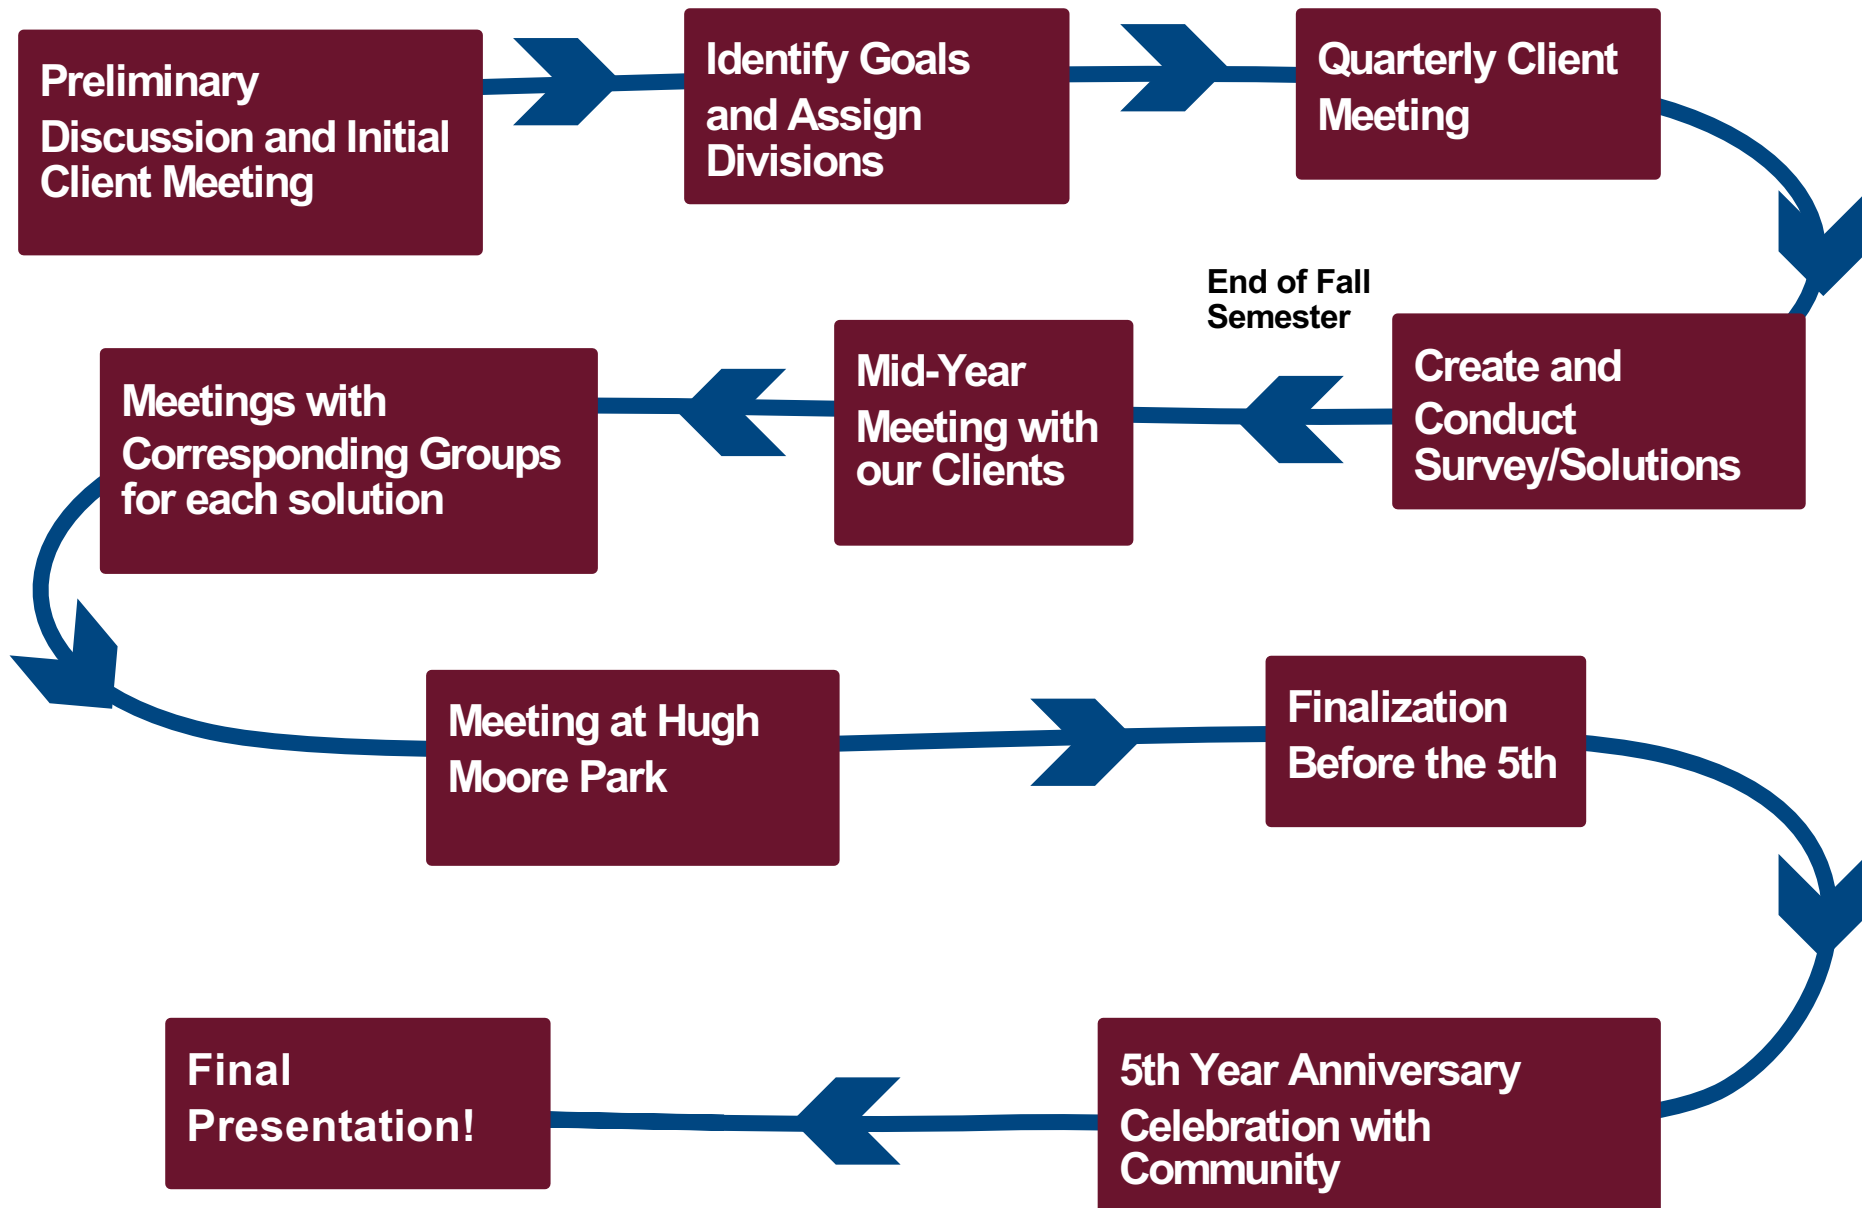 Preliminary
Discussion and Initial
Client Meeting
Identify Goals
and Assign
Divisions
Quarterly Client
Meeting
End of Fall
Semester
Create and
Conduct
Survey/Solutions
Mid-Year
Meeting with
our Clients
Meetings with
Corresponding Groups
for each solution
Meeting at Hugh
Moore Park
Finalization
Before the 5th
5th Year Anniversary
Celebration with
Community
Final
Presentation!